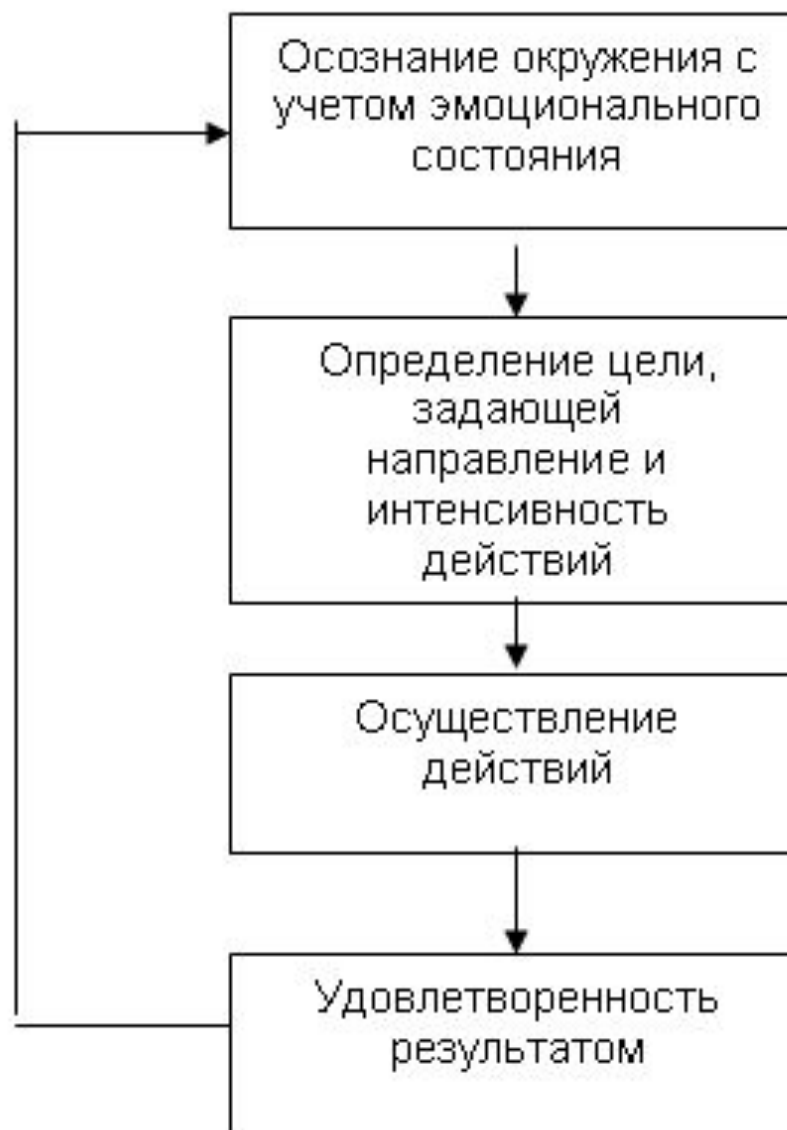 Осознание окружения с
учетом эмоционального
состояния
Определение цели,
задающей
направление и
интенсивность
действий
Осуществление
действий
Удовлетворенность
результатом